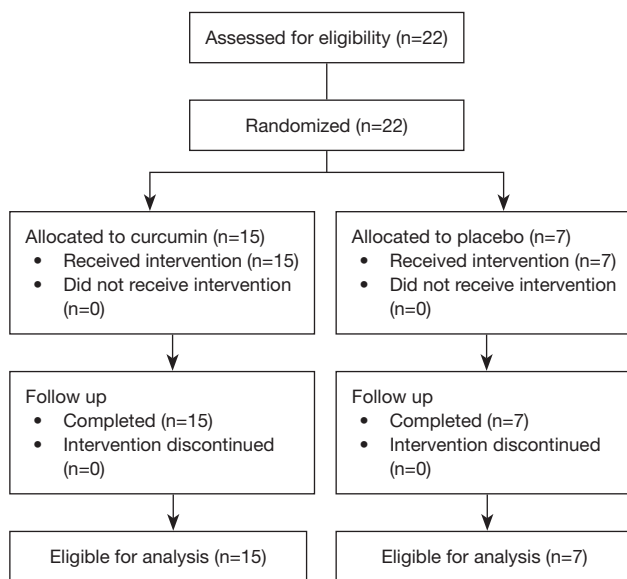 Assessed for eligibility (n=22)
Randomized (n=22)
Allocated to curcumin (n=15)
• Received intervention (n=15)
• Did not receive intervention
(n=0)
Allocated to placebo (n=7)
• Received intervention (n=7)
• Did not receive intervention
(n=0)
Follow up
• Completed (n=15)
• Intervention discontinued
(n=0)
Follow up
• Completed (n=7)
• Intervention discontinued
(n=0)
Eligible for analysis (n=15)
Eligible for analysis (n=7)